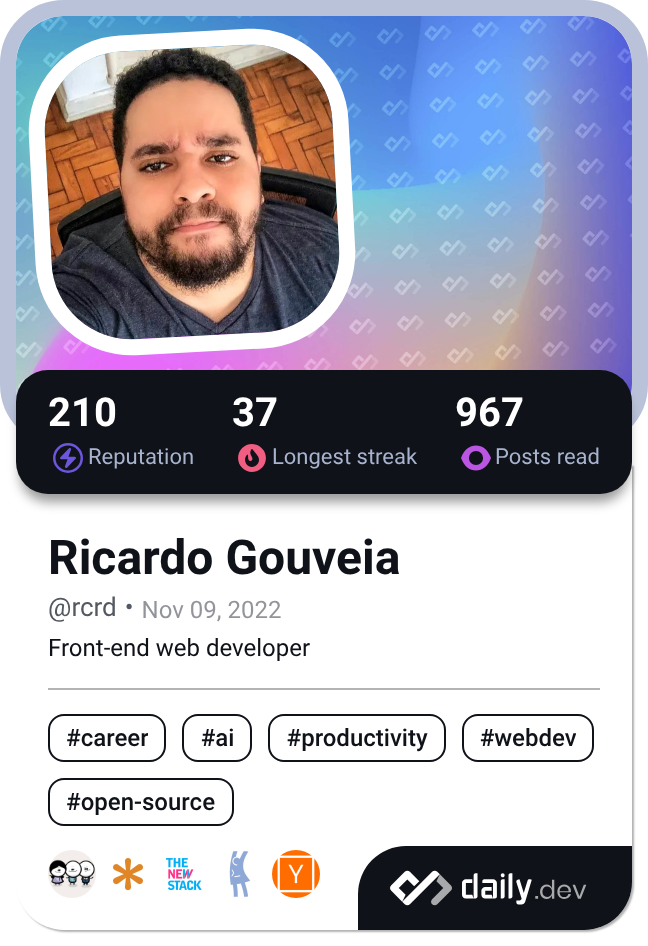 210 37 967
Reputation Longest streak Posts read
Ricardo Gouveia
@rcrd • Nov 09, 2022
Front-end web developer
#career #ai #productivity #webdev
#open-source
THE
NEW
STACK
Y
daily.dev